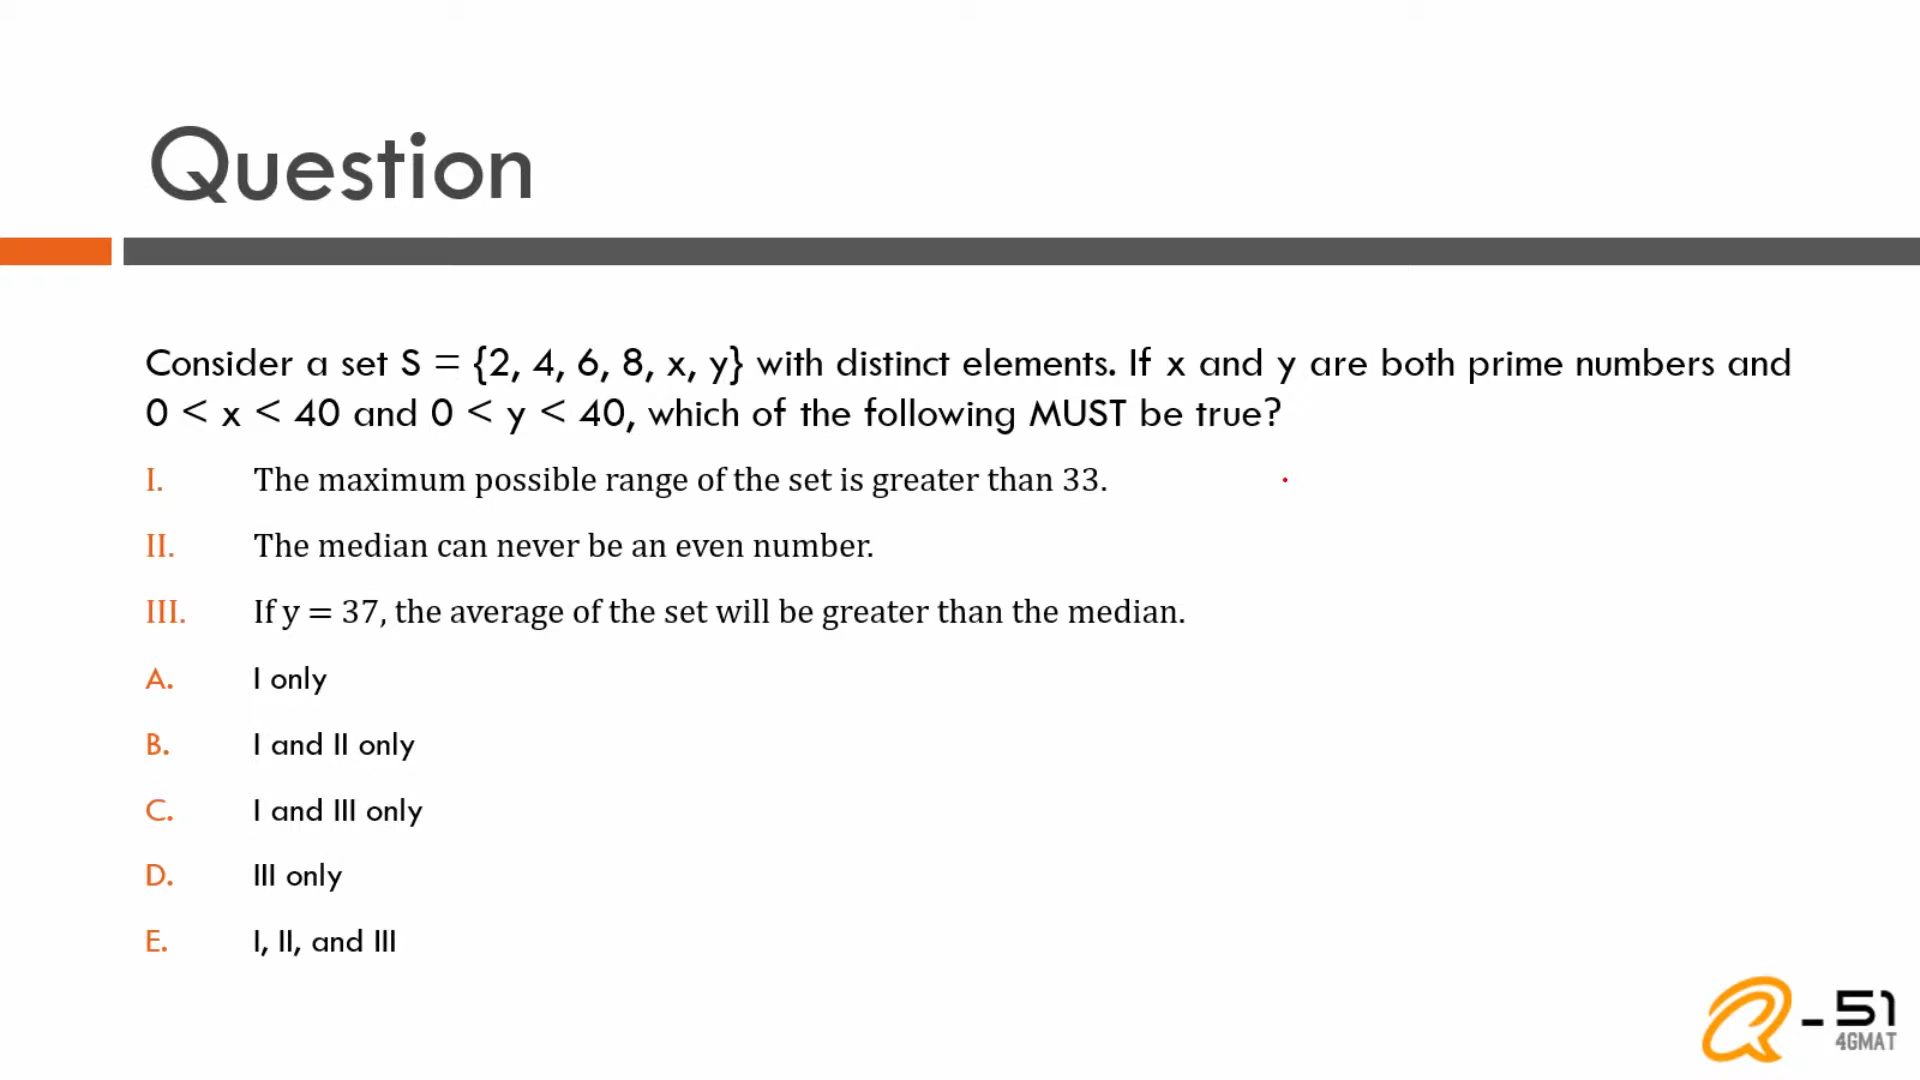 Question
Consider a set S = {2, 4, 6, 8, x, y} with distinct elements. If x and y are both prime numbers and
0 < x < 40 and 0 < y < 40, which of the following MUST be true?
I. The maximum possible range of the set is greater than 33.
II. The median can never be an even number.
III. If y = 37, the average of the set will be greater than the median.
A. I only
B. I and II only
C. I and III only
D. III only
E. I, II, and III
Q-51
4GMAT